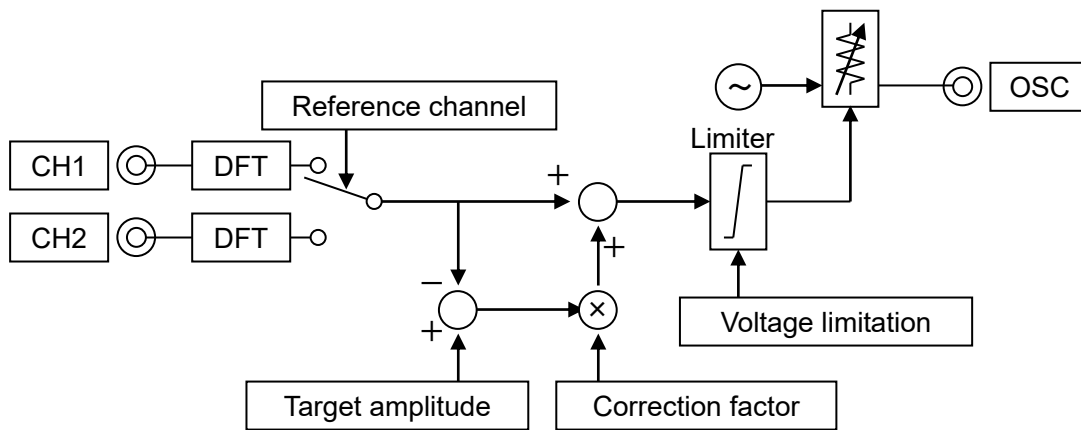 OSC
~
Reference channel
Limiter
CH1
DFT
+
CH2
DFT
+
−
+
×
Voltage limitation
Target amplitude
Correction factor